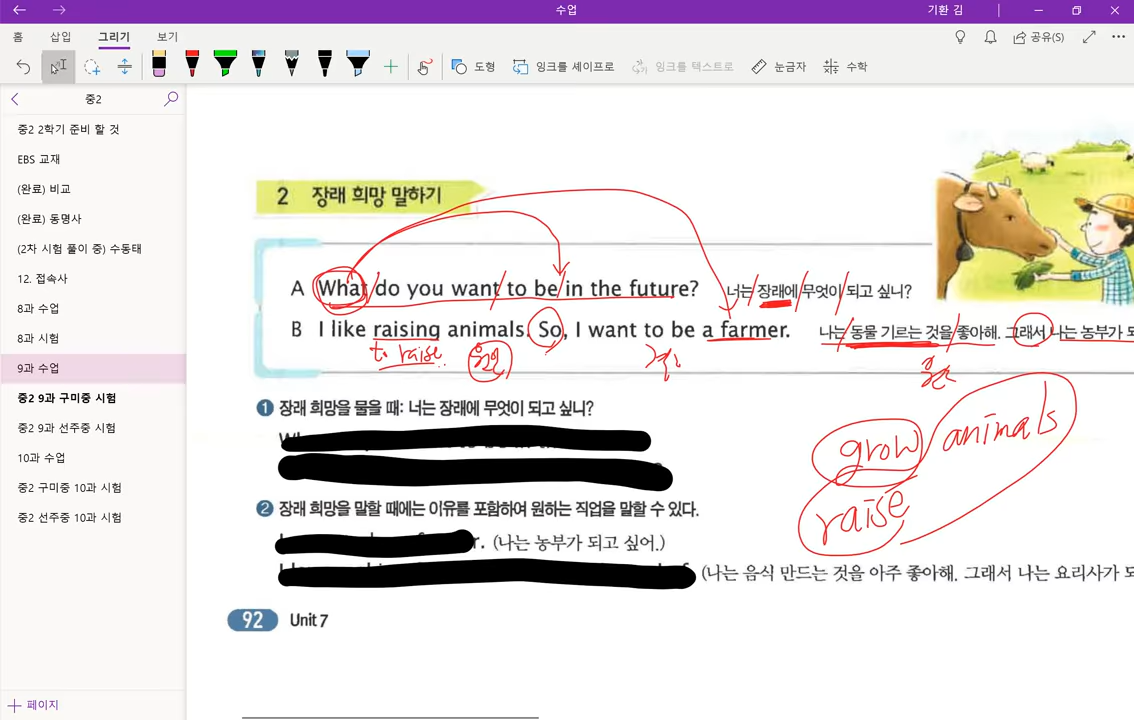 수업
기환 김
홈 삽입 그리기 보기
공유(S)
도형 잉크를 셰이프로 잉크를 텍스트로 눈금자 수학
중2
중2 2학기 준비 할 것
EBS 교재
(완료) 비교
(완료) 동명사
(2차 시험 풀이 중) 수동태
12. 접속사
8과 수업
8과 시험
9과 수업
중2 9과 구미중 시험
중2 9과 선주중 시험
10과 수업
중2 구미중 10과 시험
중2 선주중 10과 시험
페이지
2 장래 희망 말하기
A What do you want to be in the future? 너는 장래에 무엇이 되고 싶니?
B I like raising animals. So, I want to be a farmer. 나는 동물 기르는 것을 좋아해. 그래서 나는 농부가 되
to raise 원인
grow animals
raise
1 장래 희망을 물을 때: 너는 장래에 무엇이 되고 싶니?
2 장래 희망을 말할 때에는 이유를 포함하여 원하는 직업을 말할 수 있다.
r. (나는 농부가 되고 싶어.)
(나는 음식 만드는 것을 아주 좋아해. 그래서 나는 요리사가 되
92 Unit 7